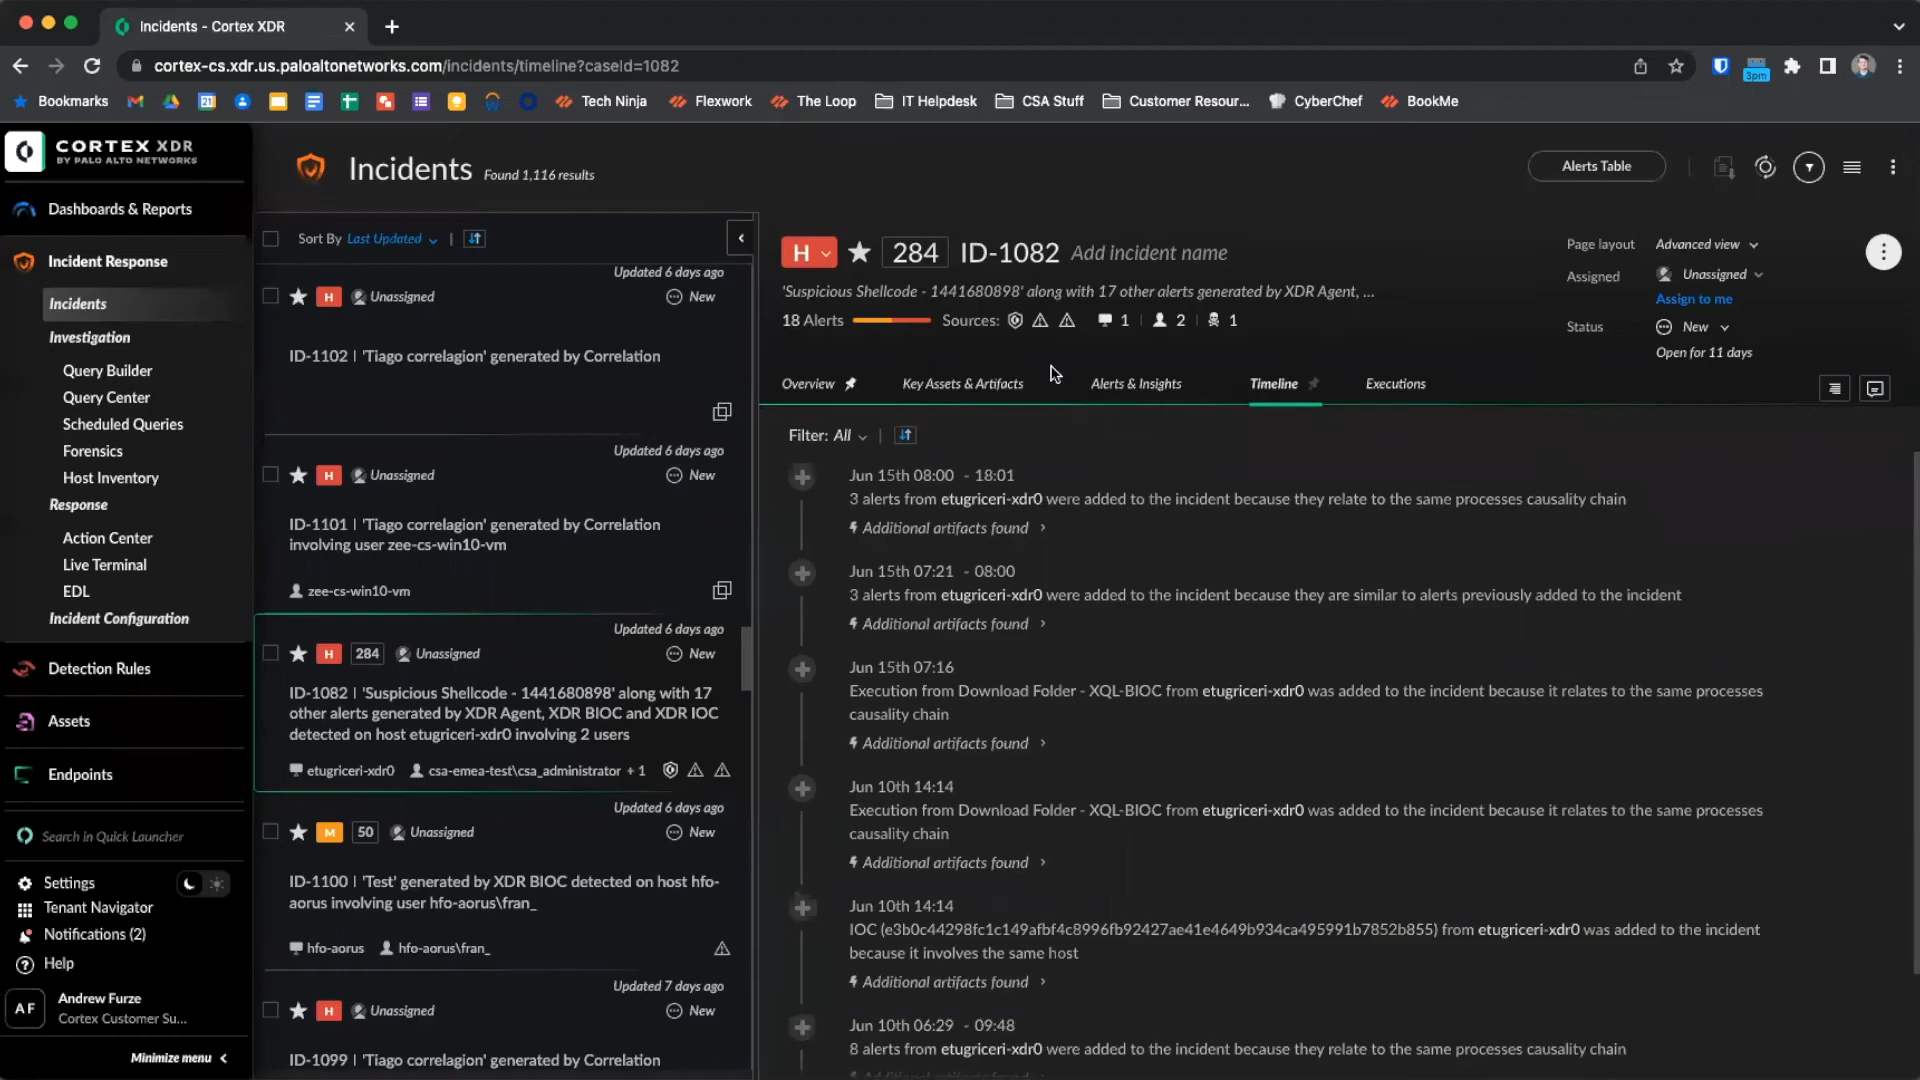 Incidents - Cortex XDR
cortex-cs.xdr.us.paloaltonetworks.com/incidents/timeline?caseId=1082
3pm
Bookmarks
Tech Ninja
Flexwork
The Loop
IT Helpdesk
CSA Stuff
Customer Resour...
CyberChef
BookMe
CORTEX XDR
BY PALO ALTO NETWORKS
Dashboards & Reports
Incident Response
Incidents
Investigation
Query Builder
Query Center
Scheduled Queries
Forensics
Host Inventory
Response
Action Center
Live Terminal
EDL
Incident Configuration
Detection Rules
Assets
Endpoints
Search in Quick Launcher
Settings
Tenant Navigator
Notifications (2)
Help
AF
Andrew Furze
Cortex Customer Su...
Minimize menu
Incidents Found 1,116 results
Alerts Table
Sort By Last Updated
Updated 6 days ago
H Unassigned New
ID-1102 | 'Tiago correlagion' generated by Correlation
Updated 6 days ago
H Unassigned New
ID-1101 | 'Tiago correlagion' generated by Correlation
involving user zee-cs-win10-vm
zee-cs-win10-vm
Updated 6 days ago
H 284 Unassigned New
ID-1082 | 'Suspicious Shellcode - 1441680898' along with 17
other alerts generated by XDR Agent, XDR BIOC and XDR IOC
detected on host etugriceri-xdr0 involving 2 users
etugriceri-xdr0 csa-emea-test\csa_administrator + 1
Updated 6 days ago
M 50 Unassigned New
ID-1100 | 'Test' generated by XDR BIOC detected on host hfo-
aorus involving user hfo-aorus\fran_
hfo-aorus hfo-aorus\fran_
Updated 7 days ago
H Unassigned New
ID-1099 | 'Tiago correlagion' generated by Correlation
H 284 ID-1082 Add incident name
'Suspicious Shellcode - 1441680898' along with 17 other alerts generated by XDR Agent, ...
18 Alerts Sources: 1 | 2 | 1
Page layout Advanced view
Assigned Unassigned
Assign to me
Status New
Open for 11 days
Overview
Key Assets & Artifacts
Alerts & Insights
Timeline
Executions
Filter: All
Jun 15th 08:00 - 18:01
3 alerts from etugriceri-xdr0 were added to the incident because they relate to the same processes causality chain
Additional artifacts found
Jun 15th 07:21 - 08:00
3 alerts from etugriceri-xdr0 were added to the incident because they are similar to alerts previously added to the incident
Additional artifacts found
Jun 15th 07:16
Execution from Download Folder - XQL-BIOC from etugriceri-xdr0 was added to the incident because it relates to the same processes
causality chain
Additional artifacts found
Jun 10th 14:14
Execution from Download Folder - XQL-BIOC from etugriceri-xdr0 was added to the incident because it relates to the same processes
causality chain
Additional artifacts found
Jun 10th 14:14
IOC (e3b0c44298fc1c149afbf4c8996fb92427ae41e4649b934ca495991b7852b855) from etugriceri-xdr0 was added to the incident
because it involves the same host
Additional artifacts found
Jun 10th 06:29 - 09:48
8 alerts from etugriceri-xdr0 were added to the incident because they relate to the same processes causality chain